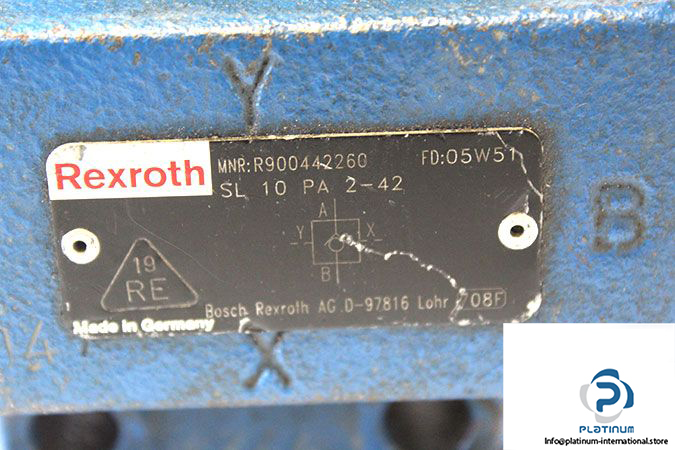 Y
Rexroth
MNR:R900442260 FD:05W51
SL 10 PA 2-42
A
Y X
B
B
19
RE
Bosch Rexroth AG D-97816 Lohr 708F
Made in Germany
14
X
PLATINUM
Info@platinum-international.store